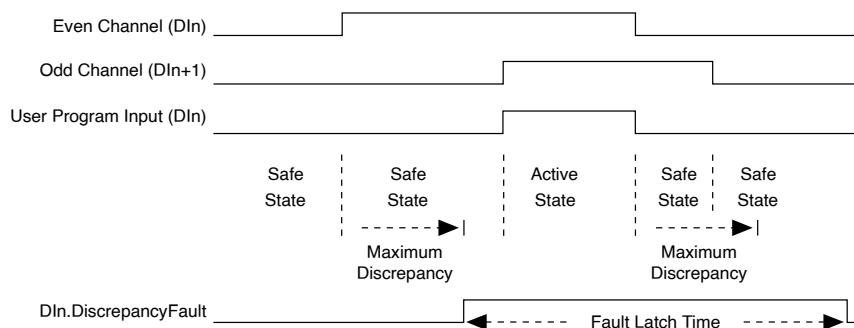 Even Channel (DIn)
Odd Channel (DIn+1)
User Program Input (DIn)
Safe State
Safe State
Active State
Safe State
Safe State
Maximum Discrepancy
Maximum Discrepancy
DIn.DiscrepancyFault
Fault Latch Time